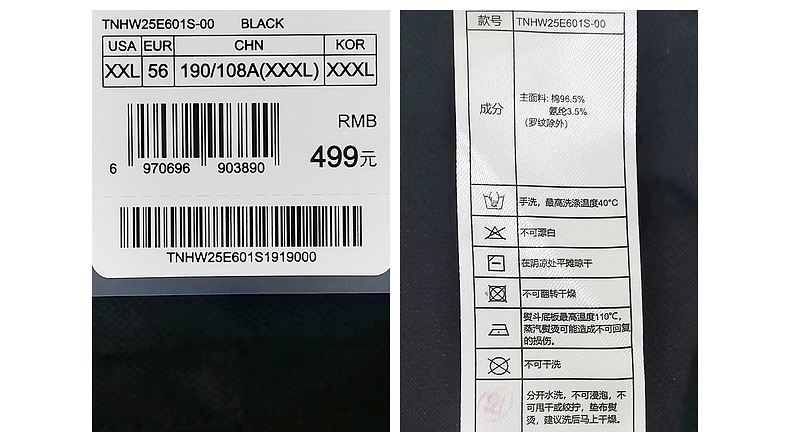 TNHW25E601S-00 BLACK
USA EUR CHN KOR
XXL 56 190/108A(XXXL) XXXL
RMB
499元
6 970696 903890
TNHW25E601S1919000
款号 TNHW25E601S-00
成分
主面料: 棉96.5%
氨纶3.5%
(罗纹除外)
手洗，最高洗涤温度40°C
不可漂白
在阴凉处平摊晾干
不可翻转干燥
熨斗底板最高温度110℃，
蒸汽熨烫可能造成不可回复
的损伤。
不可干洗
分开水洗，不可浸泡，不
可甩干或绞拧，垫布熨
烫，建议洗后马上干燥。